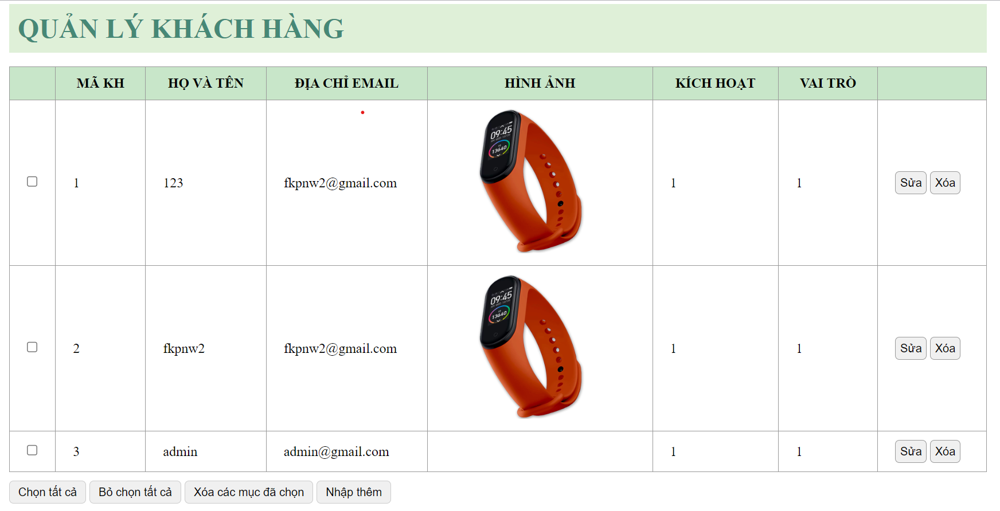 QUẢN LÝ KHÁCH HÀNG
MÃ KH HỌ VÀ TÊN ĐỊA CHỈ EMAIL HÌNH ẢNH KÍCH HOẠT VAI TRÒ
09:45
13640
1 123 fkpnw2@gmail.com 1 1 Sửa Xóa
09:45
13640
2 fkpnw2 fkpnw2@gmail.com 1 1 Sửa Xóa
3 admin admin@gmail.com 1 1 Sửa Xóa
Chọn tất cả Bỏ chọn tất cả Xóa các mục đã chọn Nhập thêm